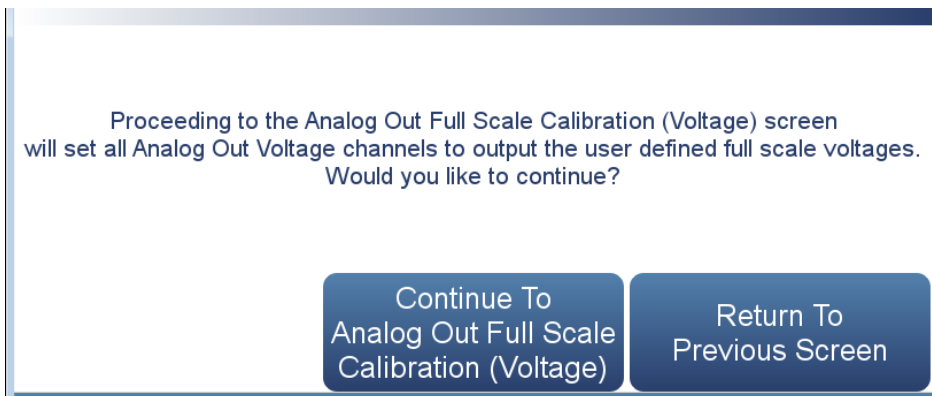 Proceeding to the Analog Out Full Scale Calibration (Voltage) screen
will set all Analog Out Voltage channels to output the user defined full scale voltages.
Would you like to continue?
Continue To
Analog Out Full Scale
Calibration (Voltage)
Return To
Previous Screen